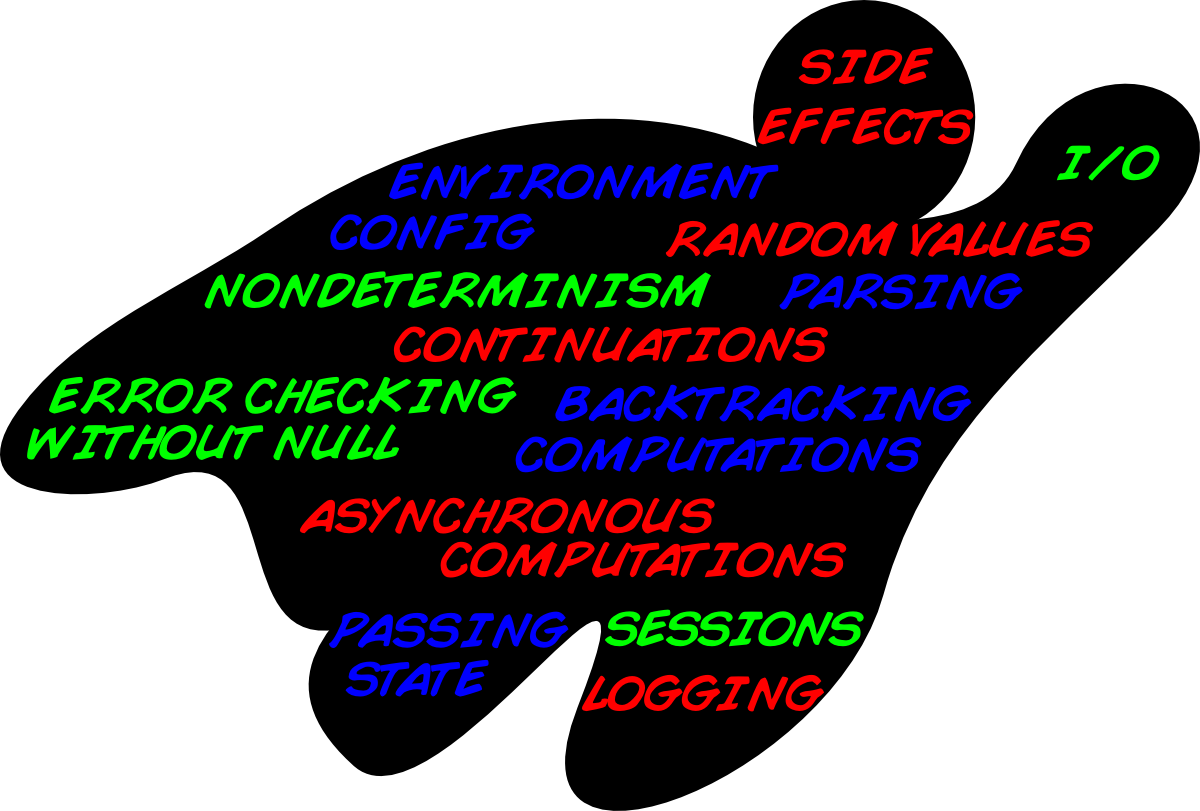 SIDE
EFFECTS
I/O
ENVIRONMENT
CONFIG
RANDOM VALUES
NONDETERMINISM
PARSING
CONTINUATIONS
ERROR CHECKING
WITHOUT NULL
BACKTRACKING
COMPUTATIONS
ASYNCHRONOUS
COMPUTATIONS
PASSING
STATE
SESSIONS
LOGGING